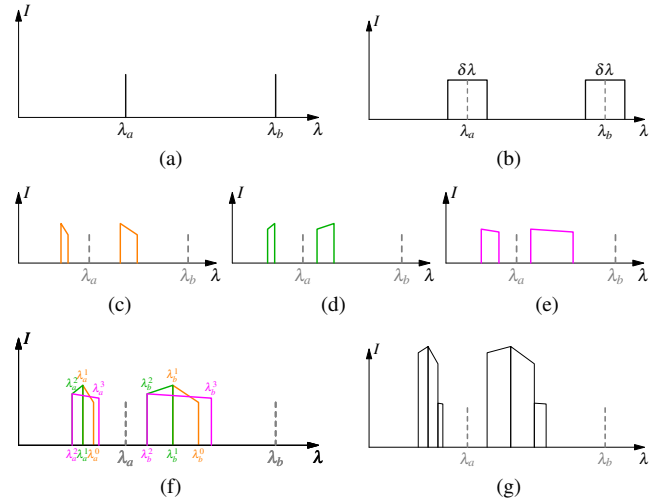 I
λa λb λ
(a)
I
δλ δλ
λa λb λ
(b)
I
λa λb λ
(c)
I
λa λb λ
(d)
I
λa λb λ
(e)
I
λa² λa¹ λa³ λb² λb¹ λb³
λa² λa¹ λa⁰ λb² λb¹ λb⁰
λa λb λ
(f)
I
λa λb λ
(g)